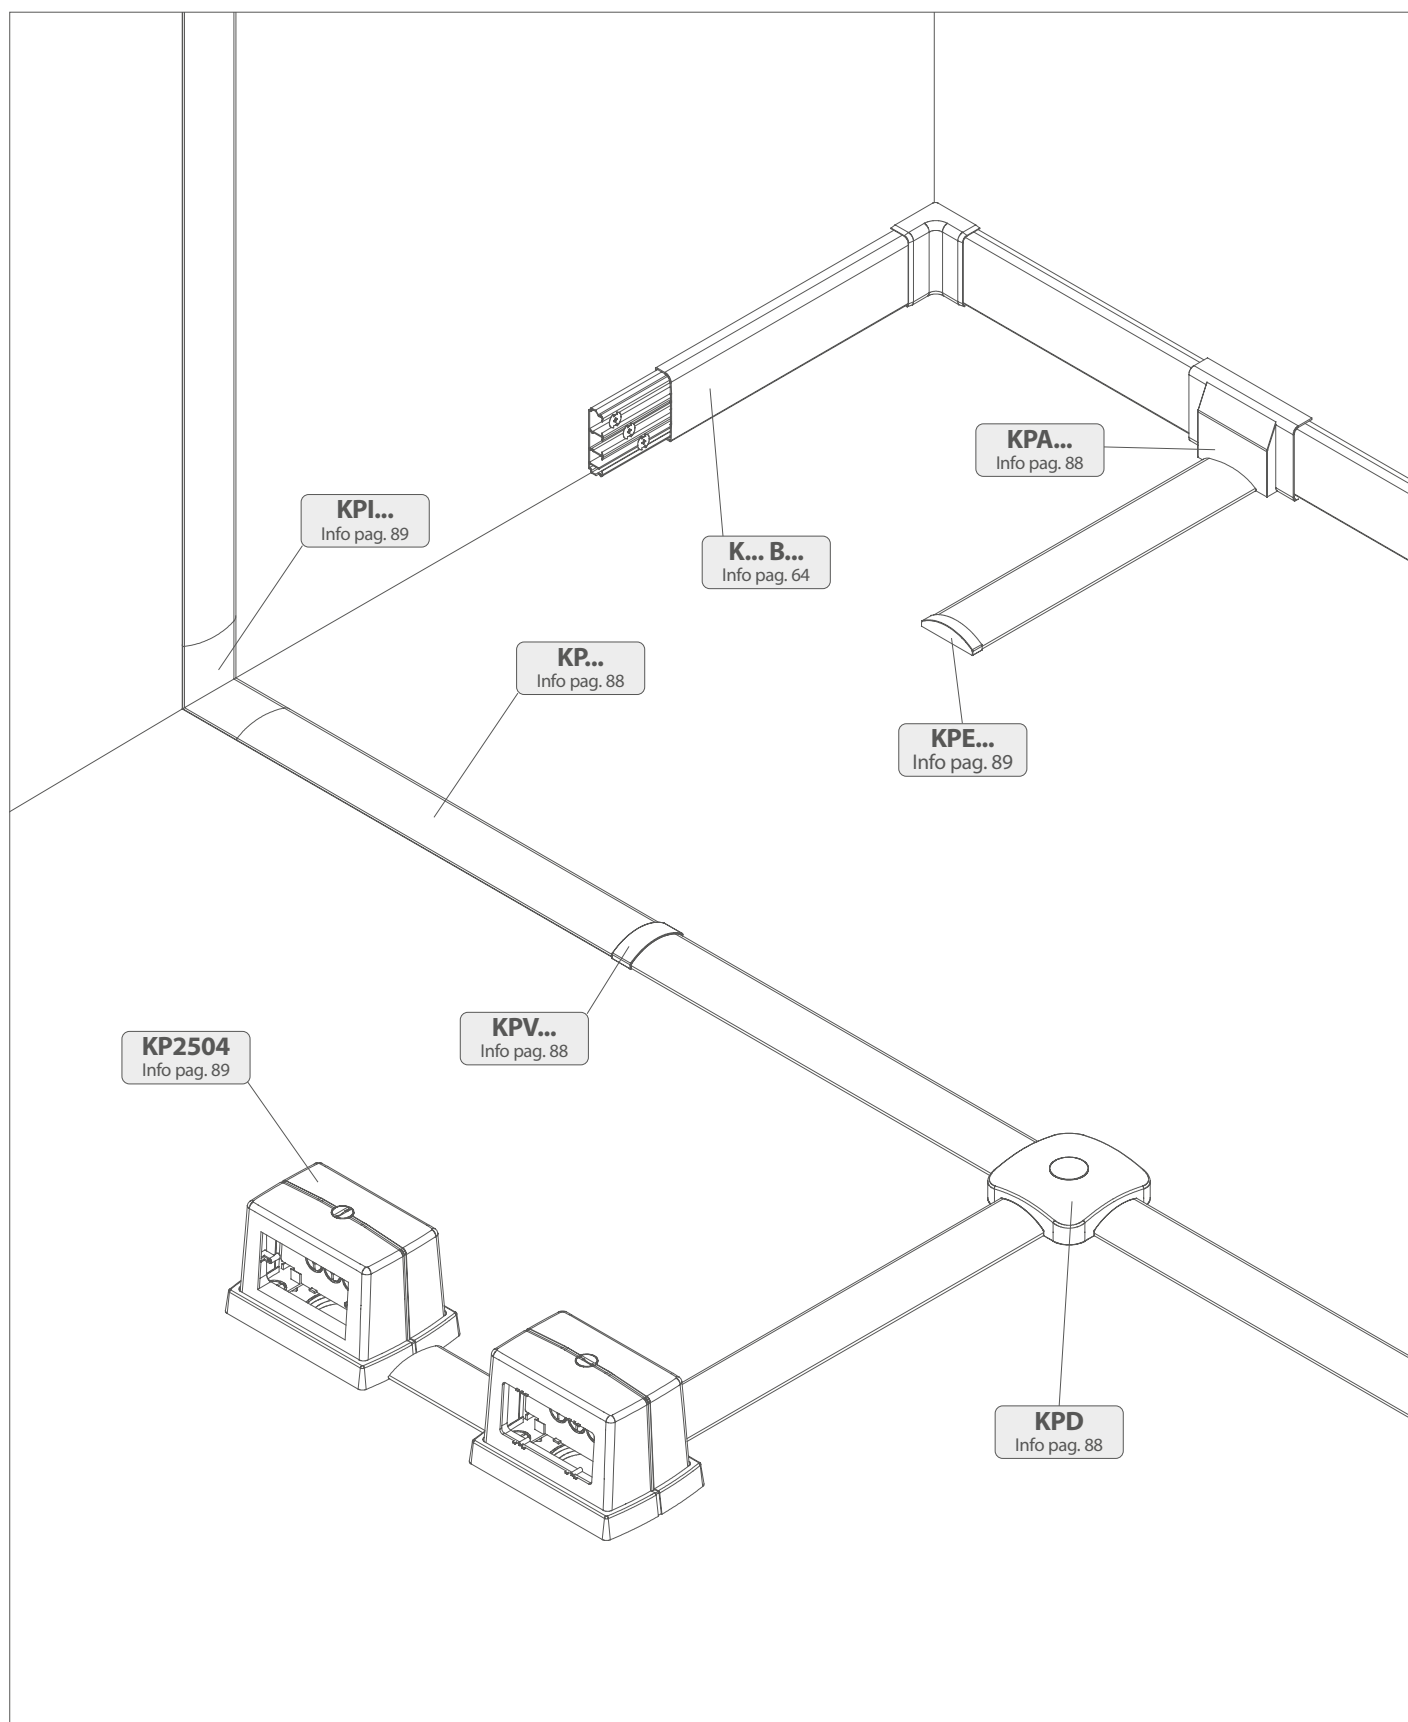 KPA...
Info pag. 88
KPI...
Info pag. 89
K... B...
Info pag. 64
KP...
Info pag. 88
KPE...
Info pag. 89
KPV...
Info pag. 88
KP2504
Info pag. 89
KPD
Info pag. 88